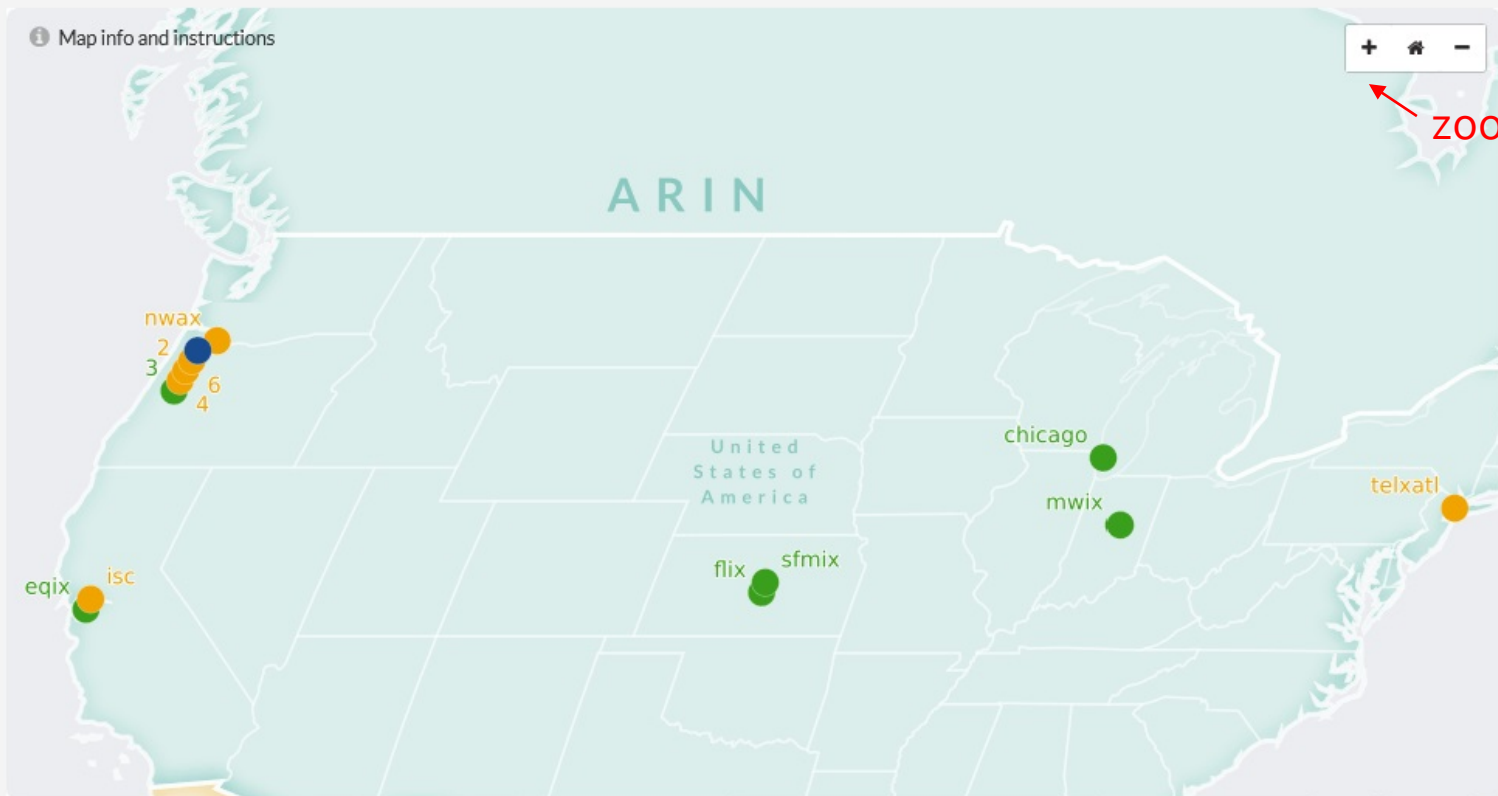 Map info and instructions
+ −
zoo
ARIN
nwax
2
3
6
4
United
States of
America
chicago
telxatl
mwix
sfmix
flix
isc
eqix